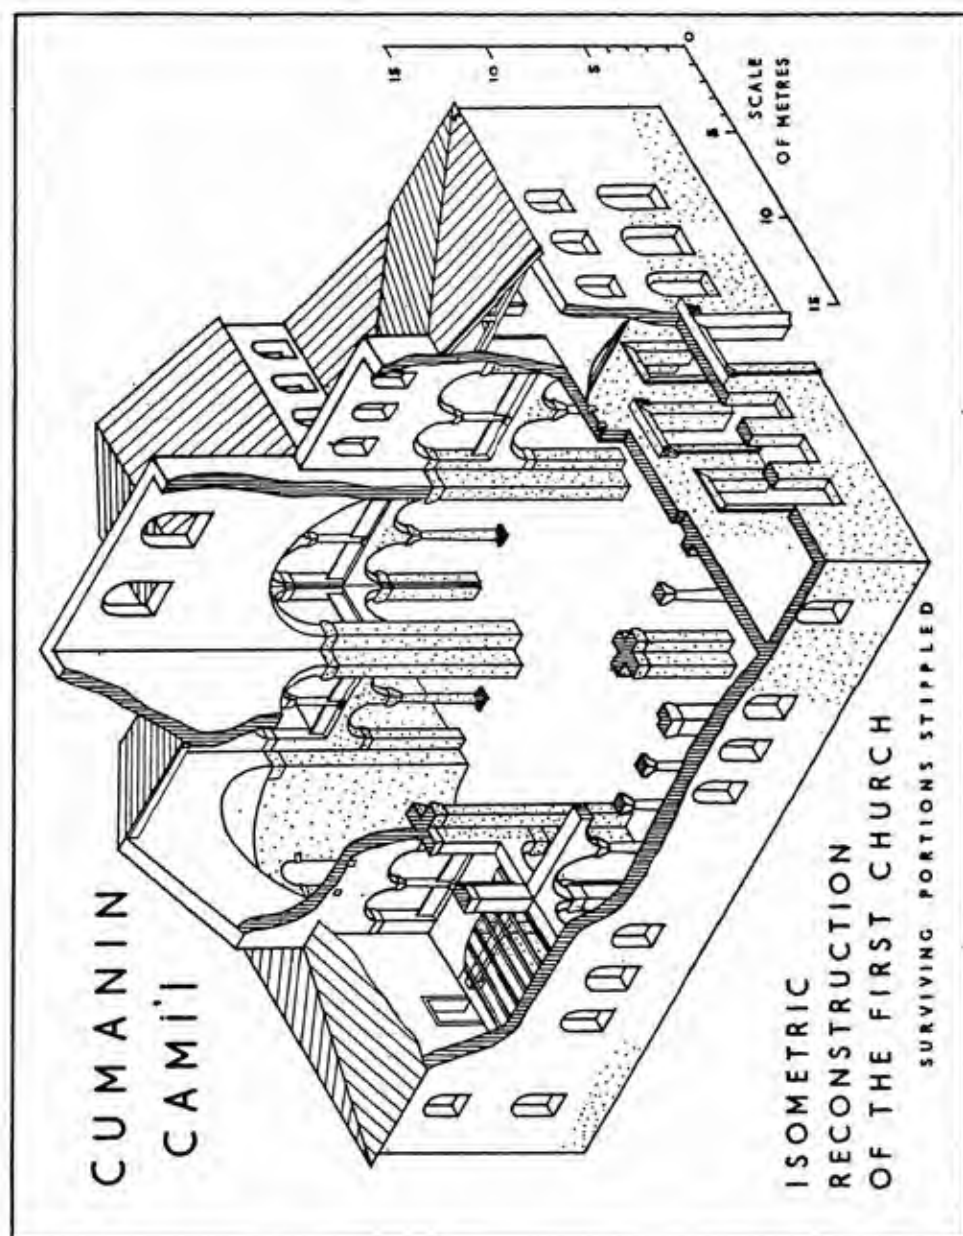 CUMANIN
CAMİ'İ
ISOMETRIC
RECONSTRUCTION
OF THE FIRST CHURCH
SURVIVING PORTIONS STIPPLED
15
10
5
0
5
10
15
SCALE
OF METRES